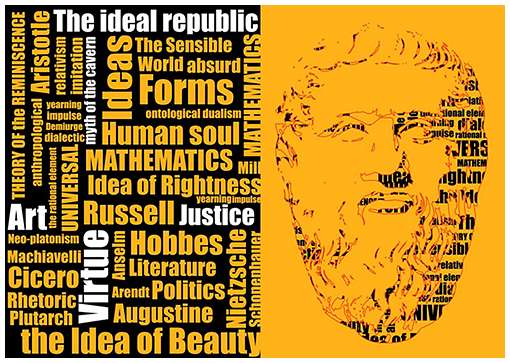 The ideal republic
THEORY OF the REMINISCENCE
Aristotle
relativism
imitation
myth of the cavern
Ideas
The Sensible
World absurd
Forms
ontological dualism
MATHEMATICS
anthropological
yearning
impulse
Demiurge
dialectic
Human soul
the rational element
UNIVERSAL
MATHEMATICS
Mill
Idea of Rightness
yearning impulse
Art
Russell
Justice
Neo-platonism
Machiavelli
Cicero
Rhetoric
Plutarch
Virtue
Anselm
Hobbes
Literature
Arendt
Politics
Augustine
Nietzsche
Schopenhauer
the Idea of Beauty